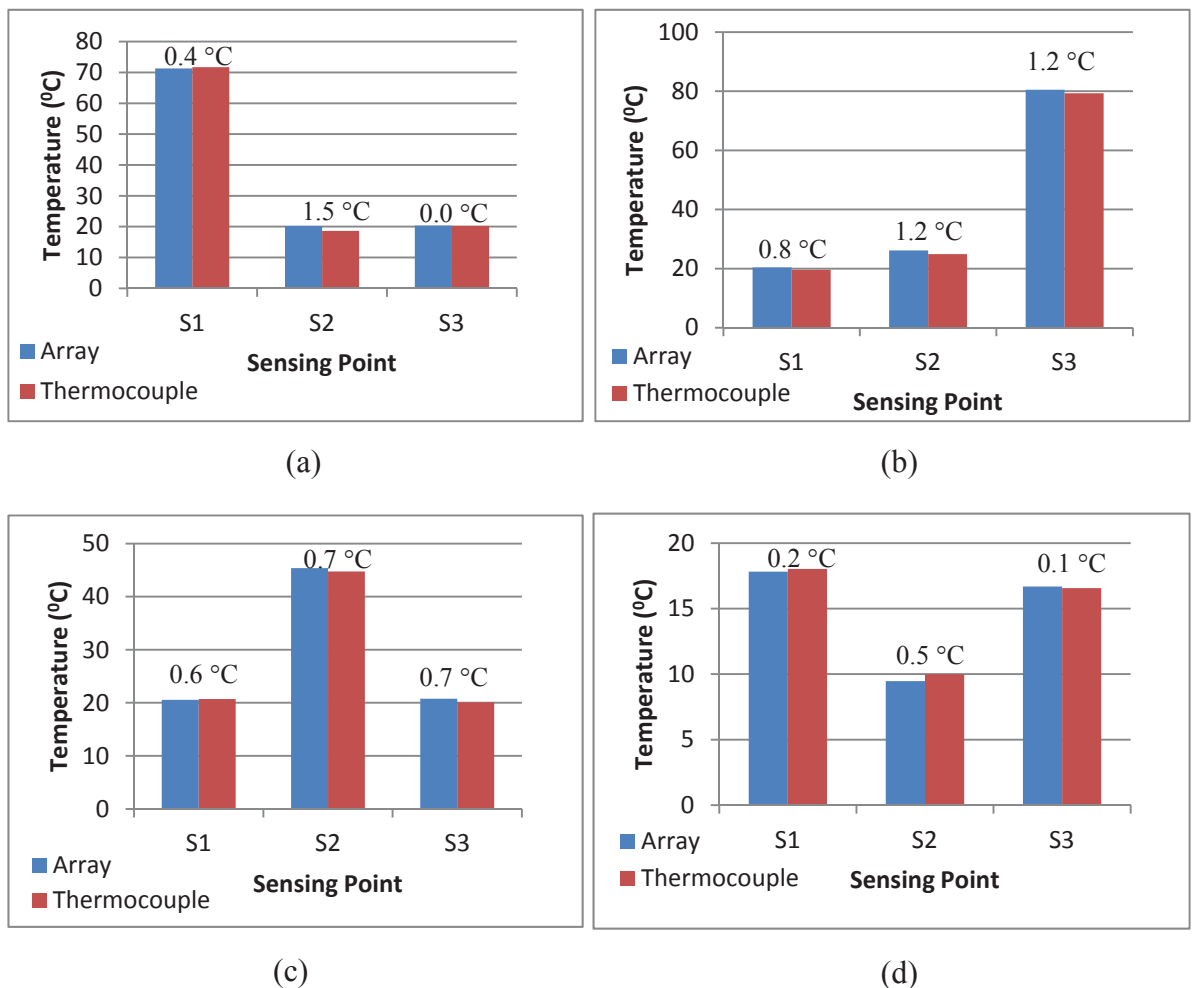 80
70
60
50
40
30
20
10
0
Temperature (⁰C)
0.4 °C
1.5 °C
0.0 °C
S1 S2 S3
Array
Thermocouple
Sensing Point
(a)
100
80
60
40
20
0
Temperature (⁰C)
0.8 °C
1.2 °C
1.2 °C
S1 S2 S3
Array
Thermocouple
Sensing Point
(b)
50
40
30
20
10
0
Temperature (⁰C)
0.6 °C
0.7 °C
0.7 °C
S1 S2 S3
Array
Thermocouple
Sensing Point
(c)
20
15
10
5
0
Temperature (⁰C)
0.2 °C
0.5 °C
0.1 °C
S1 S2 S3
Array
Thermocouple
Sensing Point
(d)